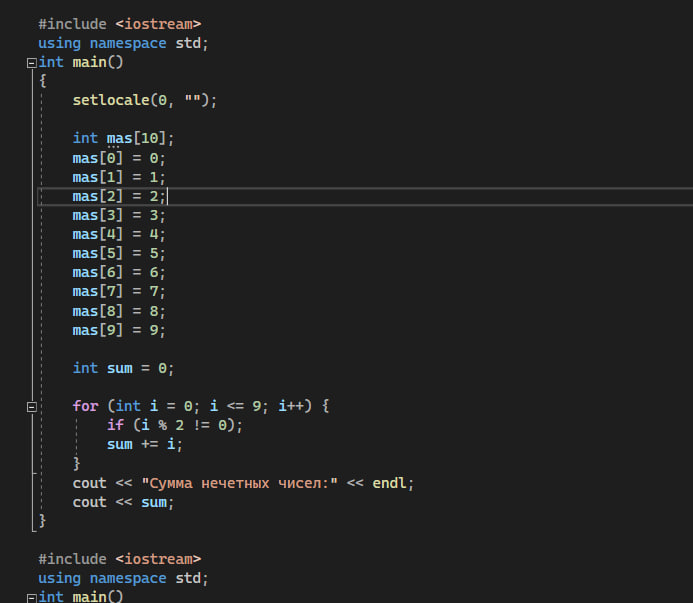 #include <iostream>
using namespace std;
int main()
{
    setlocale(0, "");
    int mas[10];
    mas[0] = 0;
    mas[1] = 1;
    mas[2] = 2;
    mas[3] = 3;
    mas[4] = 4;
    mas[5] = 5;
    mas[6] = 6;
    mas[7] = 7;
    mas[8] = 8;
    mas[9] = 9;
    int sum = 0;
    for (int i = 0; i <= 9; i++) {
        if (i % 2 != 0);
        sum += i;
    }
    cout << "Сумма нечетных чисел:" << endl;
    cout << sum;
}
#include <iostream>
using namespace std;
int main()